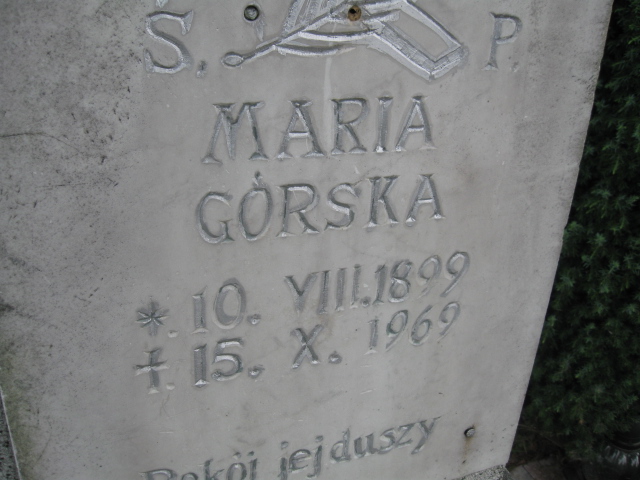 Ś. P.
MARIA
GÓRSKA
*. 10. VIII. 1899
†. 15. X. 1969
Pokój jej duszy